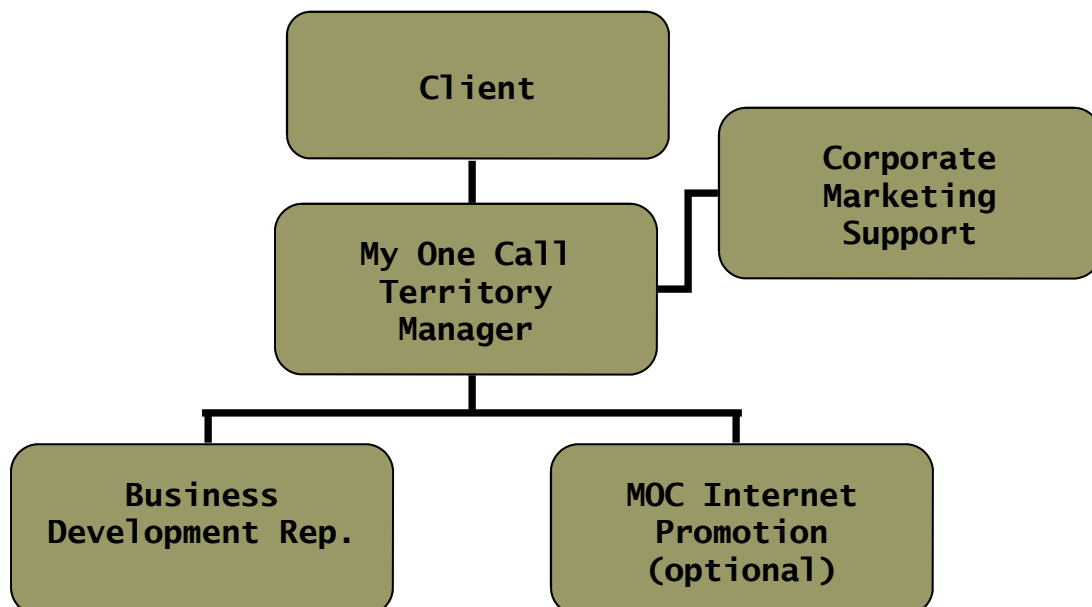 Client
Corporate
Marketing
Support
My One Call
Territory
Manager
Business
Development Rep.
MOC Internet
Promotion
(optional)